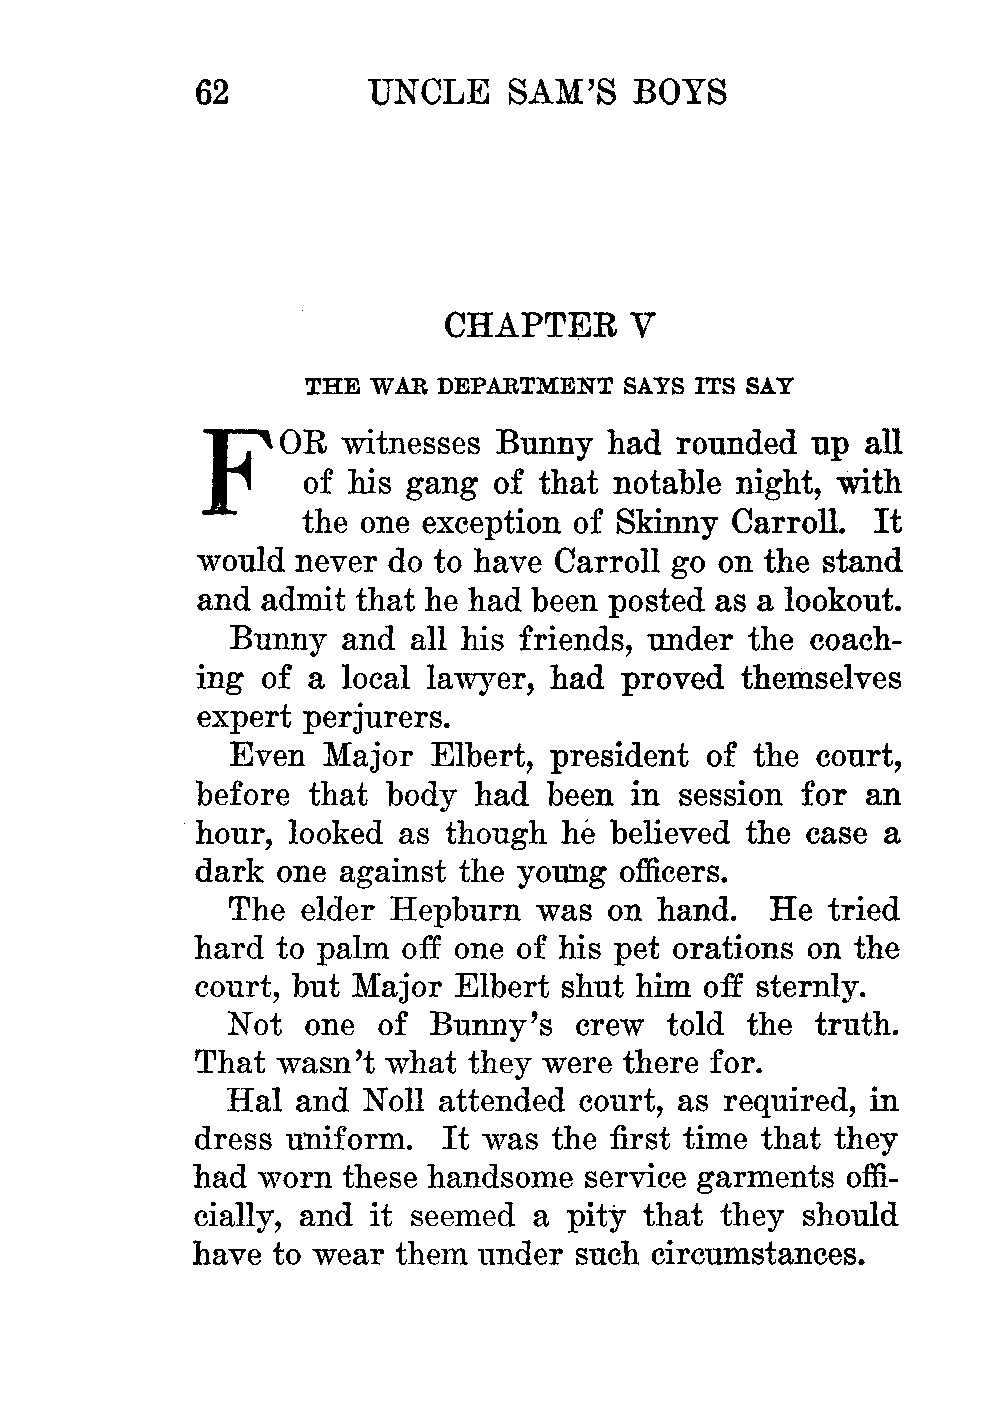 62 UNCLE SAM'S BOYS
CHAPTER V
THE WAR DEPARTMENT SAYS ITS SAY
FOR witnesses Bunny had rounded up all
of his gang of that notable night, with
the one exception of Skinny Carroll. It
would never do to have Carroll go on the stand
and admit that he had been posted as a lookout.
Bunny and all his friends, under the coach-
ing of a local lawyer, had proved themselves
expert perjurers.
Even Major Elbert, president of the court,
before that body had been in session for an
hour, looked as though he believed the case a
dark one against the young officers.
The elder Hepburn was on hand. He tried
hard to palm off one of his pet orations on the
court, but Major Elbert shut him off sternly.
Not one of Bunny's crew told the truth.
That wasn't what they were there for.
Hal and Noll attended court, as required, in
dress uniform. It was the first time that they
had worn these handsome service garments offi-
cially, and it seemed a pity that they should
have to wear them under such circumstances.